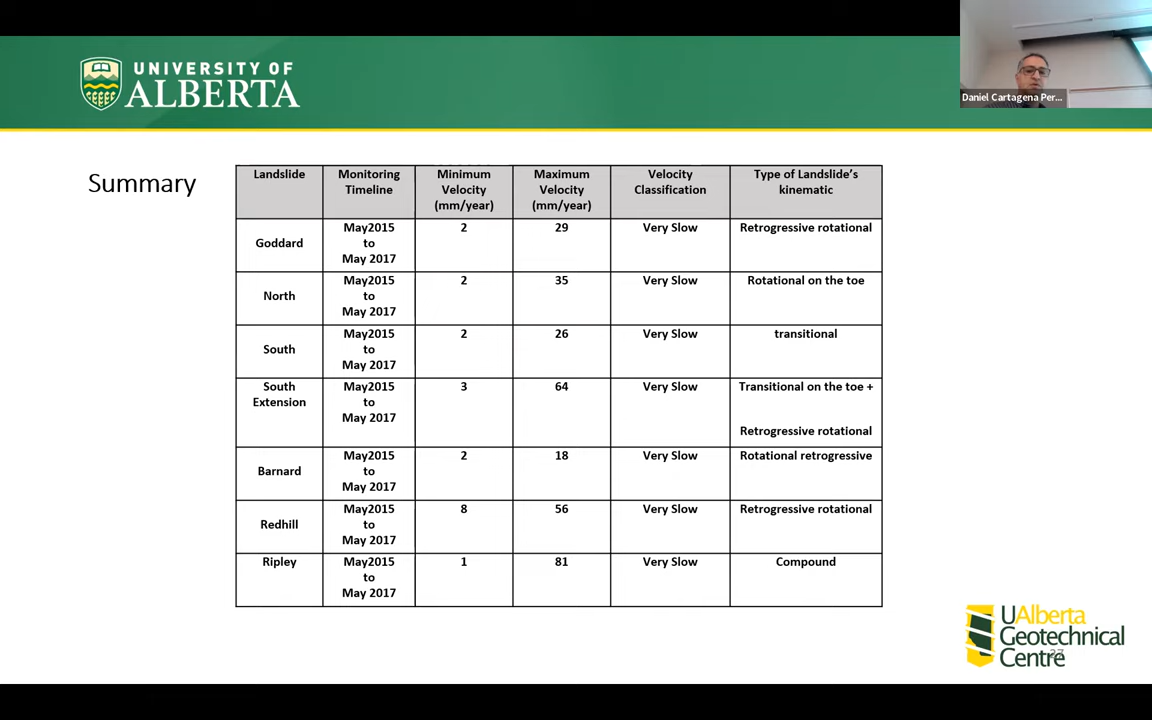 UNIVERSITY OF
ALBERTA
Daniel Cartagena Per...
Summary
Landslide
Monitoring
Timeline
Minimum
Velocity
(mm/year)
Maximum
Velocity
(mm/year)
Velocity
Classification
Type of Landslide's
kinematic
Goddard
May2015
to
May 2017
2
29
Very Slow
Retrogressive rotational
North
May2015
to
May 2017
2
35
Very Slow
Rotational on the toe
South
May2015
to
May 2017
2
26
Very Slow
transitional
South
Extension
May2015
to
May 2017
3
64
Very Slow
Transitional on the toe +
Retrogressive rotational
Barnard
May2015
to
May 2017
2
18
Very Slow
Rotational retrogressive
Redhill
May2015
to
May 2017
8
56
Very Slow
Retrogressive rotational
Ripley
May2015
to
May 2017
1
81
Very Slow
Compound
UAlberta
Geotechnical
Centre
27